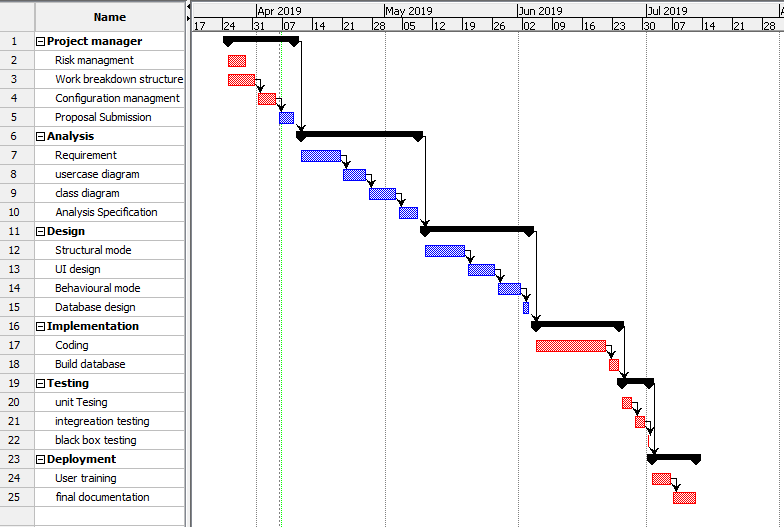 Name
Apr 2019 May 2019 Jun 2019 Jul 2019 A
17 24 31 07 14 21 28 05 12 19 26 02 09 16 23 30 07 14 21 28
1 Project manager
2 Risk managment
3 Work breakdown structure
4 Configuration managment
5 Proposal Submission
6 Analysis
7 Requirement
8 usercase diagram
9 class diagram
10 Analysis Specification
11 Design
12 Structural mode
13 UI design
14 Behavioural mode
15 Database design
16 Implementation
17 Coding
18 Build database
19 Testing
20 unit Tesing
21 integreation testing
22 black box testing
23 Deployment
24 User training
25 final documentation